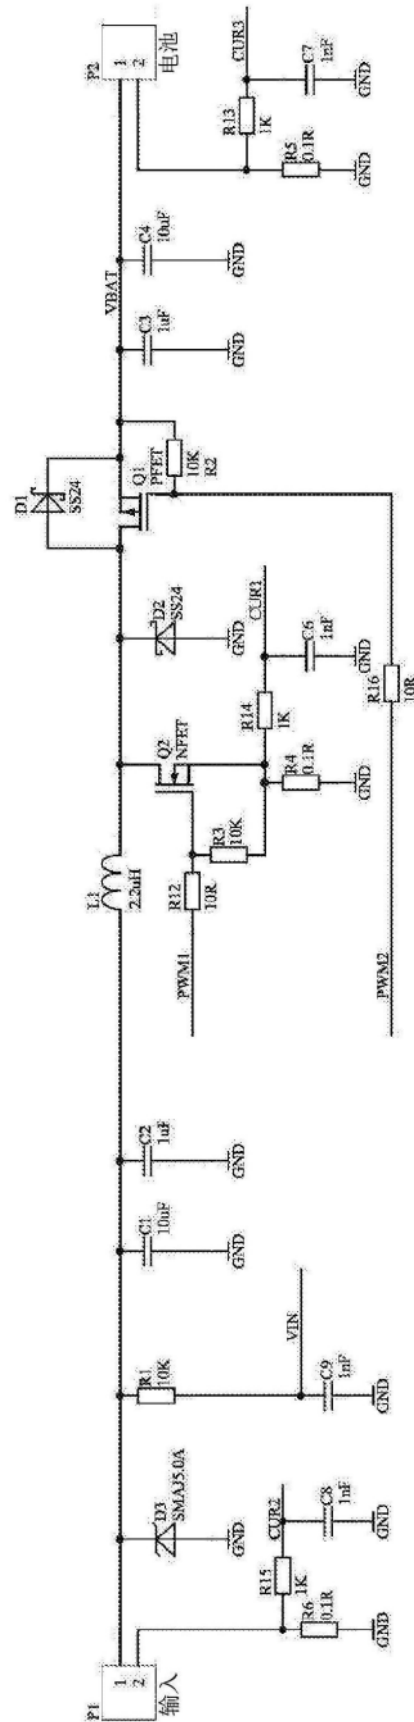 P1
1
2
输入
D3
SMAJ5.0A
R15
1K
R6
0.1R
GND
GND
CUR2
C8
1nF
GND
R1
10K
VIN
C9
1nF
GND
C1
10uF
GND
C2
1uF
GND
L1
2.2uH
PWM1
R12
10R
R3
10K
Q2
NFET
R4
0.1R
GND
R14
1K
CUR1
C6
1nF
GND
D2
SS24
GND
PWM2
R16
10R
D1
SS24
Q1
PFET
10K
R2
C3
1uF
GND
VBAT
C4
10uF
GND
P2
1
2
电池
R13
1K
R5
0.1R
GND
CUR3
C7
1nF
GND